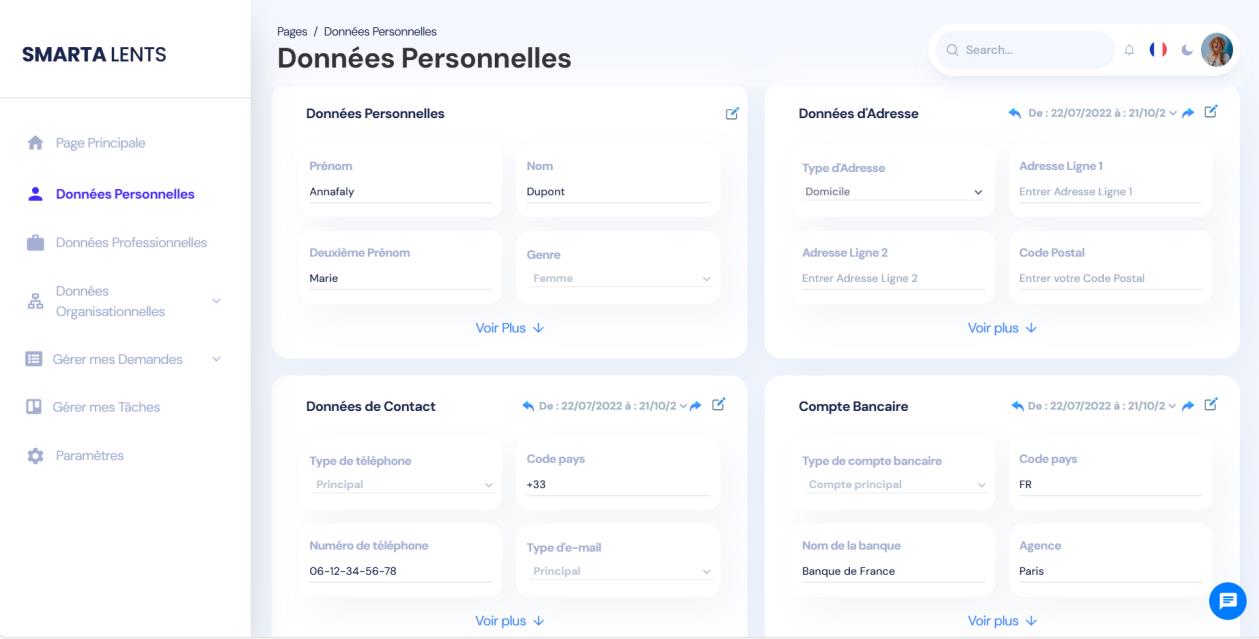 SMARTA LENTS
Page Principale
Données Personnelles
Données Professionnelles
Données
Organisationnelles
Gérer mes Demandes
Gérer mes Tâches
Paramètres
Pages / Données Personnelles
Données Personnelles
Search...
Données Personnelles
Prénom
Annafaly
Nom
Dupont
Deuxième Prénom
Marie
Genre
Femme
Voir Plus
Données d'Adresse
De : 22/07/2022 à : 21/10/2
Type d'Adresse
Domicile
Adresse Ligne 1
Entrer Adresse Ligne 1
Adresse Ligne 2
Entrer Adresse Ligne 2
Code Postal
Entrer votre Code Postal
Voir plus
Données de Contact
De : 22/07/2022 à : 21/10/2
Type de téléphone
Principal
Code pays
+33
Numéro de téléphone
06-12-34-56-78
Type d'e-mail
Principal
Voir plus
Compte Bancaire
De : 22/07/2022 à : 21/10/2
Type de compte bancaire
Compte principal
Code pays
FR
Nom de la banque
Banque de France
Agence
Paris
Voir plus